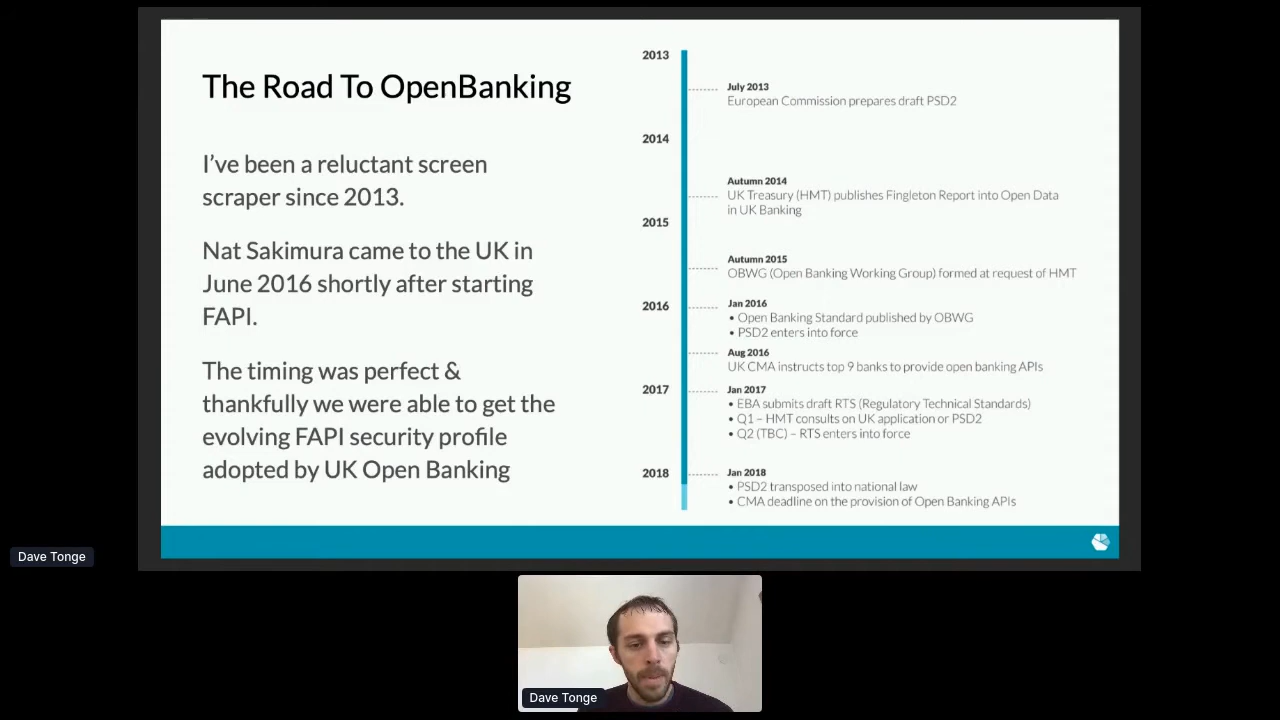 The Road To OpenBanking
I've been a reluctant screen
scraper since 2013.
Nat Sakimura came to the UK in
June 2016 shortly after starting
FAPI.
The timing was perfect &
thankfully we were able to get the
evolving FAPI security profile
adopted by UK Open Banking
2013
July 2013
European Commission prepares draft PSD2
2014
Autumn 2014
UK Treasury (HMT) publishes Fingleton Report into Open Data
in UK Banking
2015
Autumn 2015
OBWG (Open Banking Working Group) formed at request of HMT
2016
Jan 2016
• Open Banking Standard published by OBWG
• PSD2 enters into force
Aug 2016
UK CMA instructs top 9 banks to provide open banking APIs
2017
Jan 2017
• EBA submits draft RTS (Regulatory Technical Standards)
• Q1 – HMT consults on UK application or PSD2
• Q2 (TBC) – RTS enters into force
2018
Jan 2018
• PSD2 transposed into national law
• CMA deadline on the provision of Open Banking APIs
Dave Tonge
Dave Tonge